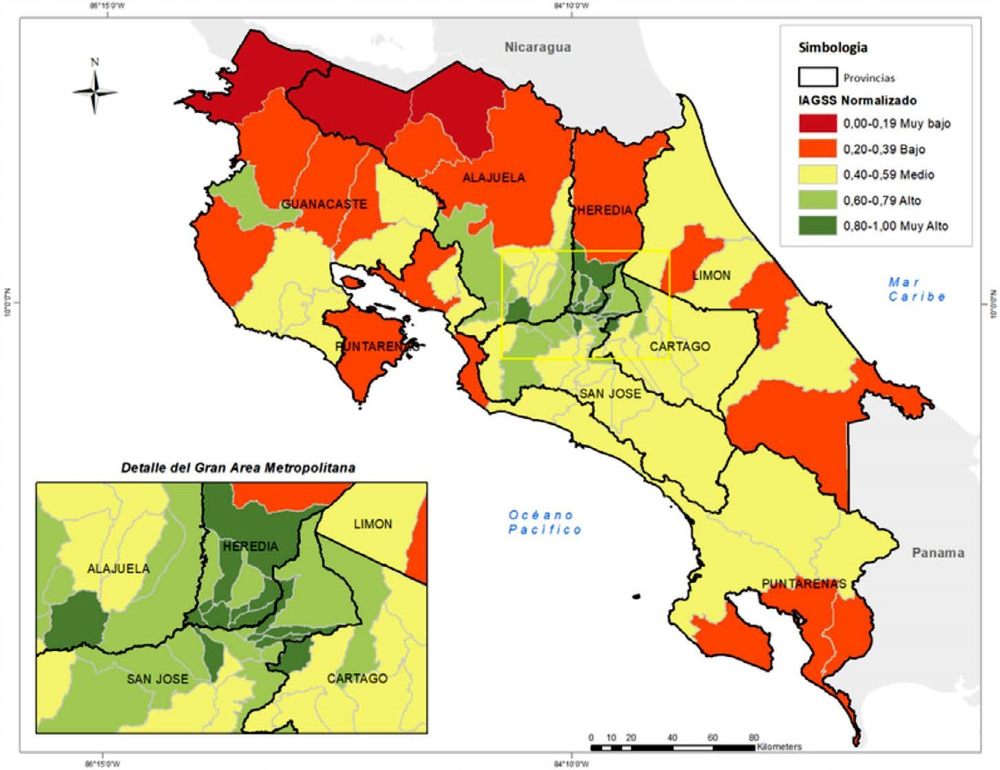 86°15'0"W
84°10'0"W
Nicaragua
N
Simbologia
Provincias
IAGSS Normalizado
0,00-0,19 Muy bajo
0,20-0,39 Bajo
0,40-0,59 Medio
0,60-0,79 Alto
0,80-1,00 Muy Alto
ALAJUELA
GUANACASTE
HEREDIA
LIMON
Mar
Caribe
10°0'0"N
10°0'0"N
PUNTARENAS
CARTAGO
SAN JOSE
Detalle del Gran Area Metropolitana
LIMON
HEREDIA
ALAJUELA
SAN JOSE
CARTAGO
Océano
Pacífico
Panama
PUNTARENAS
0 10 20 40 60 80
Kilometers
86°15'0"W
84°10'0"W